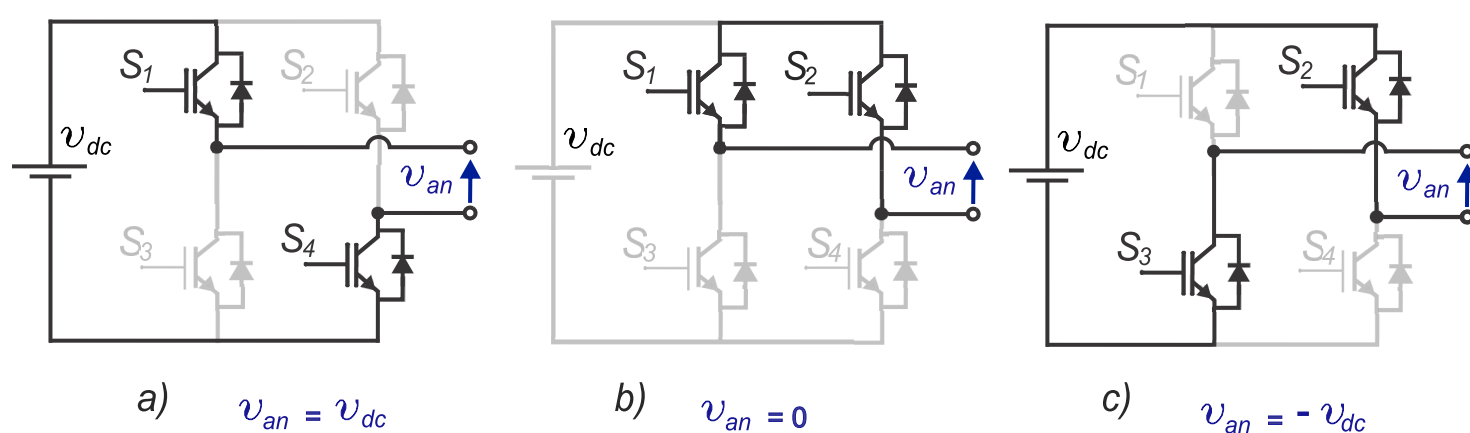 S1 S2 S1 S2 S1 S2
vdc vdc vdc
van van van
S3 S4 S3 S4 S3 S4
a) van = vdc b) van = 0 c) van = - vdc